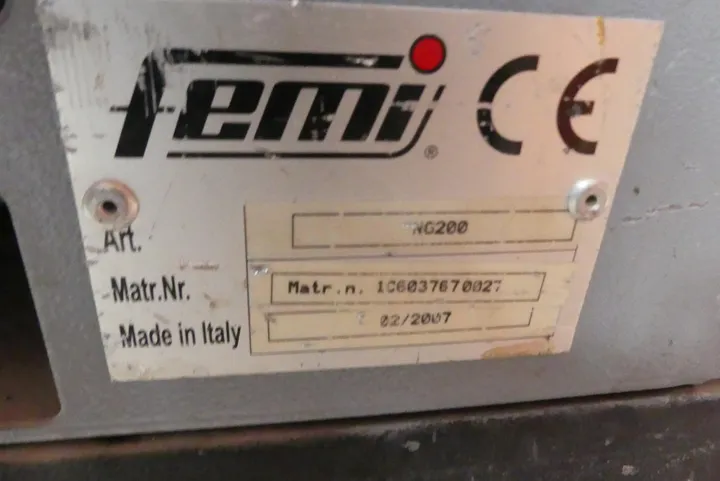 femi® CE
Art. NG200
Matr.Nr. Matr.n. 1C6037670027
Made in Italy 02/2007